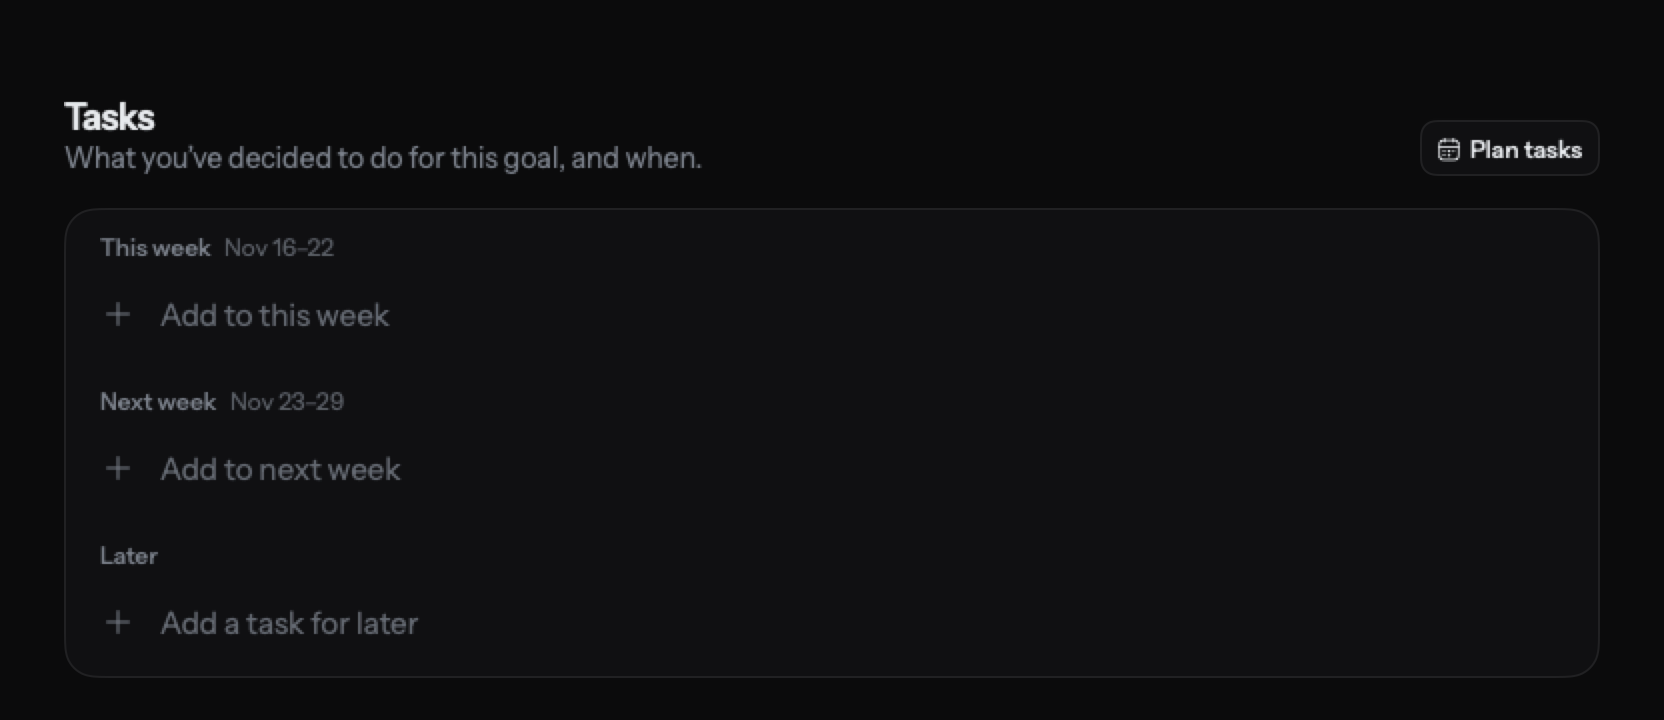 Tasks
What you've decided to do for this goal, and when.
Plan tasks
This week Nov 16–22
Add to this week
Next week Nov 23–29
Add to next week
Later
Add a task for later